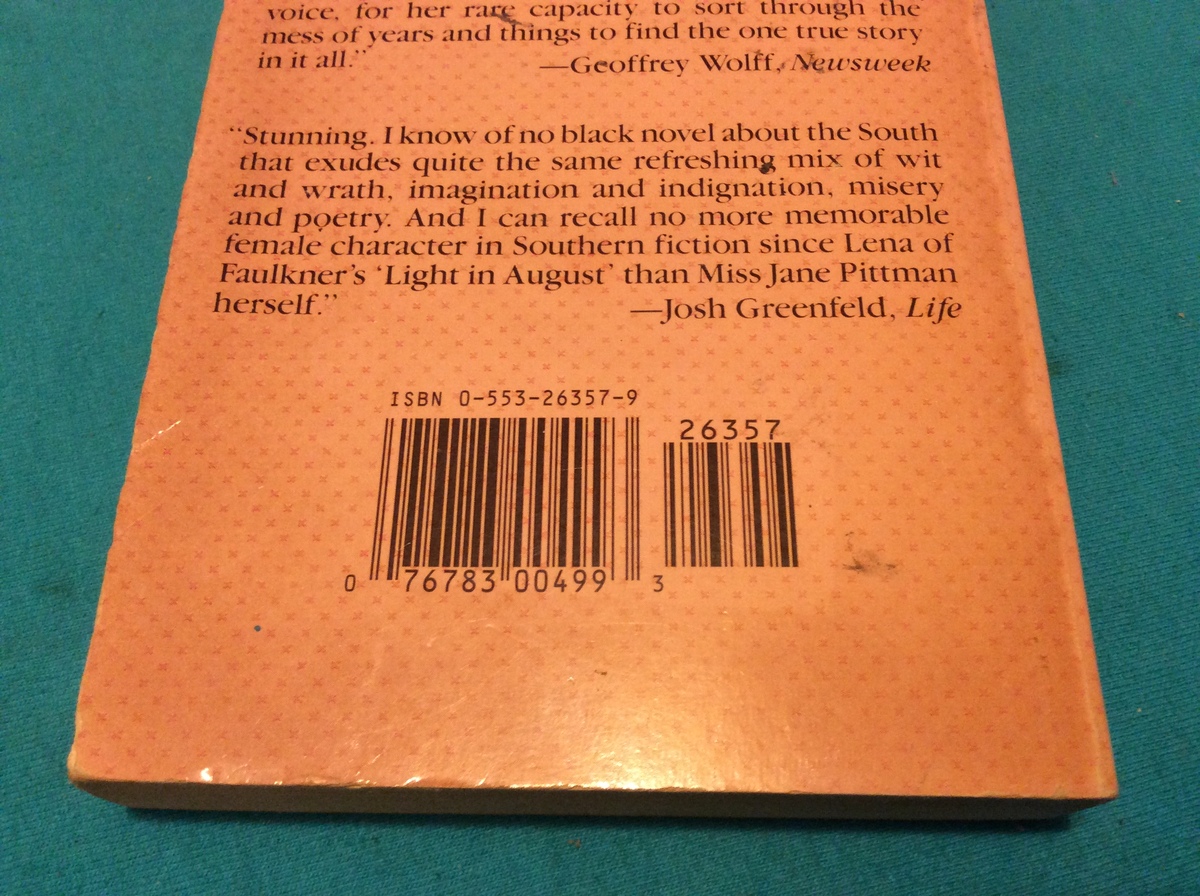 voice, for her rare capacity to sort through the
mess of years and things to find the one true story
in it all.” —Geoffrey Wolff, Newsweek
“Stunning. I know of no black novel about the South
that exudes quite the same refreshing mix of wit
and wrath, imagination and indignation, misery
and poetry. And I can recall no more memorable
female character in Southern fiction since Lena of
Faulkner’s ‘Light in August’ than Miss Jane Pittman
herself.” —Josh Greenfeld, Life
ISBN 0-553-26357-9
26357
0 76783 00499 3